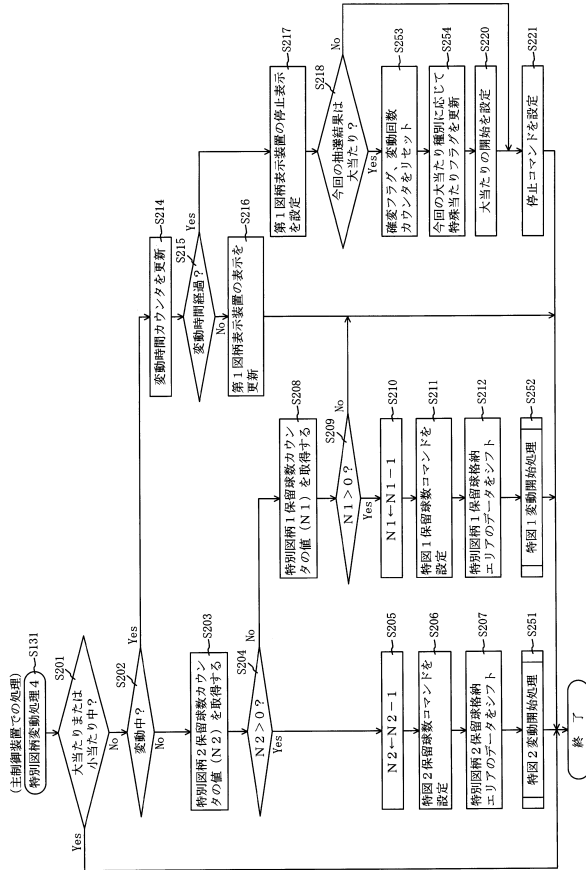 (主制御装置での処理)
特別図柄変動処理4
S131
S201
大当たりまたは
小当たり中?
Yes
No
S202
変動中?
Yes
No
S203
特別図柄2保留球数カウン
タの値(N2)を取得する
S204
N2>0?
No
Yes
S205
N2←N2-1
S206
特図2保留球数コマンドを
設定
S207
特別図柄2保留球格納
エリアのデータをシフト
S251
特図2変動開始処理
S208
特別図柄1保留球数カウン
タの値(N1)を取得する
S209
N1>0?
No
Yes
S210
N1←N1-1
S211
特図1保留球数コマンドを
設定
S212
特別図柄1保留球格納
エリアのデータをシフト
S252
特図1変動開始処理
S214
変動時間カウンタを更新
S215
変動時間経過?
Yes
No
S216
第1図柄表示装置の表示を
更新
S217
第1図柄表示装置の停止表示
を設定
S218
今回の抽選結果は
大当たり?
No
Yes
S253
確変フラグ、変動回数
カウンタをリセット
S254
今回の大当たり種別に応じて
特殊当たりフラグを更新
S220
大当たりの開始を設定
S221
停止コマンドを設定
終了